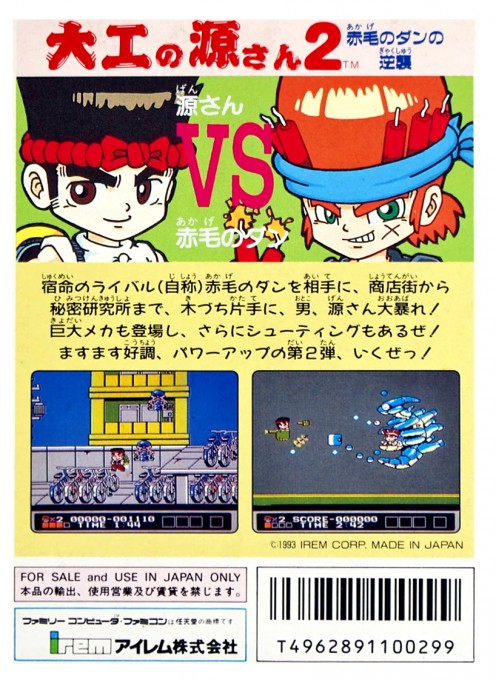 大工の源さん2 TM
赤毛のダンの
逆襲
源さん
VS
赤毛のダン
宿命のライバル(自称)赤毛のダンを相手に、商店街から
秘密研究所まで、木づち片手に、男、源さん大暴れ!
巨大メカも登場し、さらにシューティングもあるぜ!
ますます好調、パワーアップの第2弾、いくぜっ!
×2 00000-001110
TIME 1'44
×2 SCORE-000000
TIME 2'42
©1993 IREM CORP. MADE IN JAPAN
FOR SALE and USE IN JAPAN ONLY
本品の輸出、使用営業及び賃貸を禁じます。
ファミリーコンピュータ・ファミコンは任天堂の商標です
irem アイレム株式会社
T4962891100299